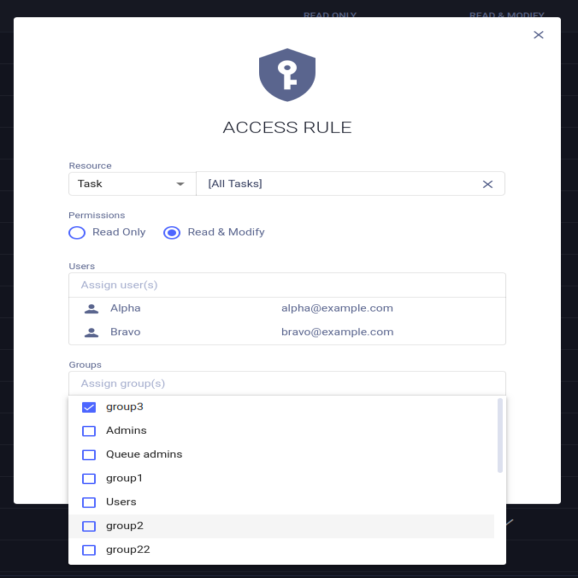 READ ONLY READ & MODIFY
ACCESS RULE
Resource
Task [All Tasks]
Permissions
Read Only Read & Modify
Users
Assign user(s)
Alpha alpha@example.com
Bravo bravo@example.com
Groups
Assign group(s)
group3
Admins
Queue admins
group1
Users
group2
group22